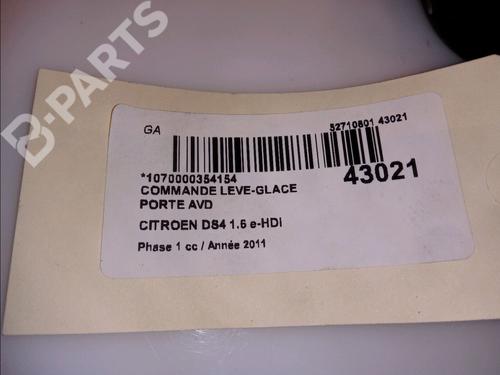 B-PARTS
GA
52710801 43021
*1070000354154
43021
COMMANDE LEVE-GLACE
PORTE AVD
CITROEN DS4 1.6 e-HDi
Phase 1 cc / Année 2011